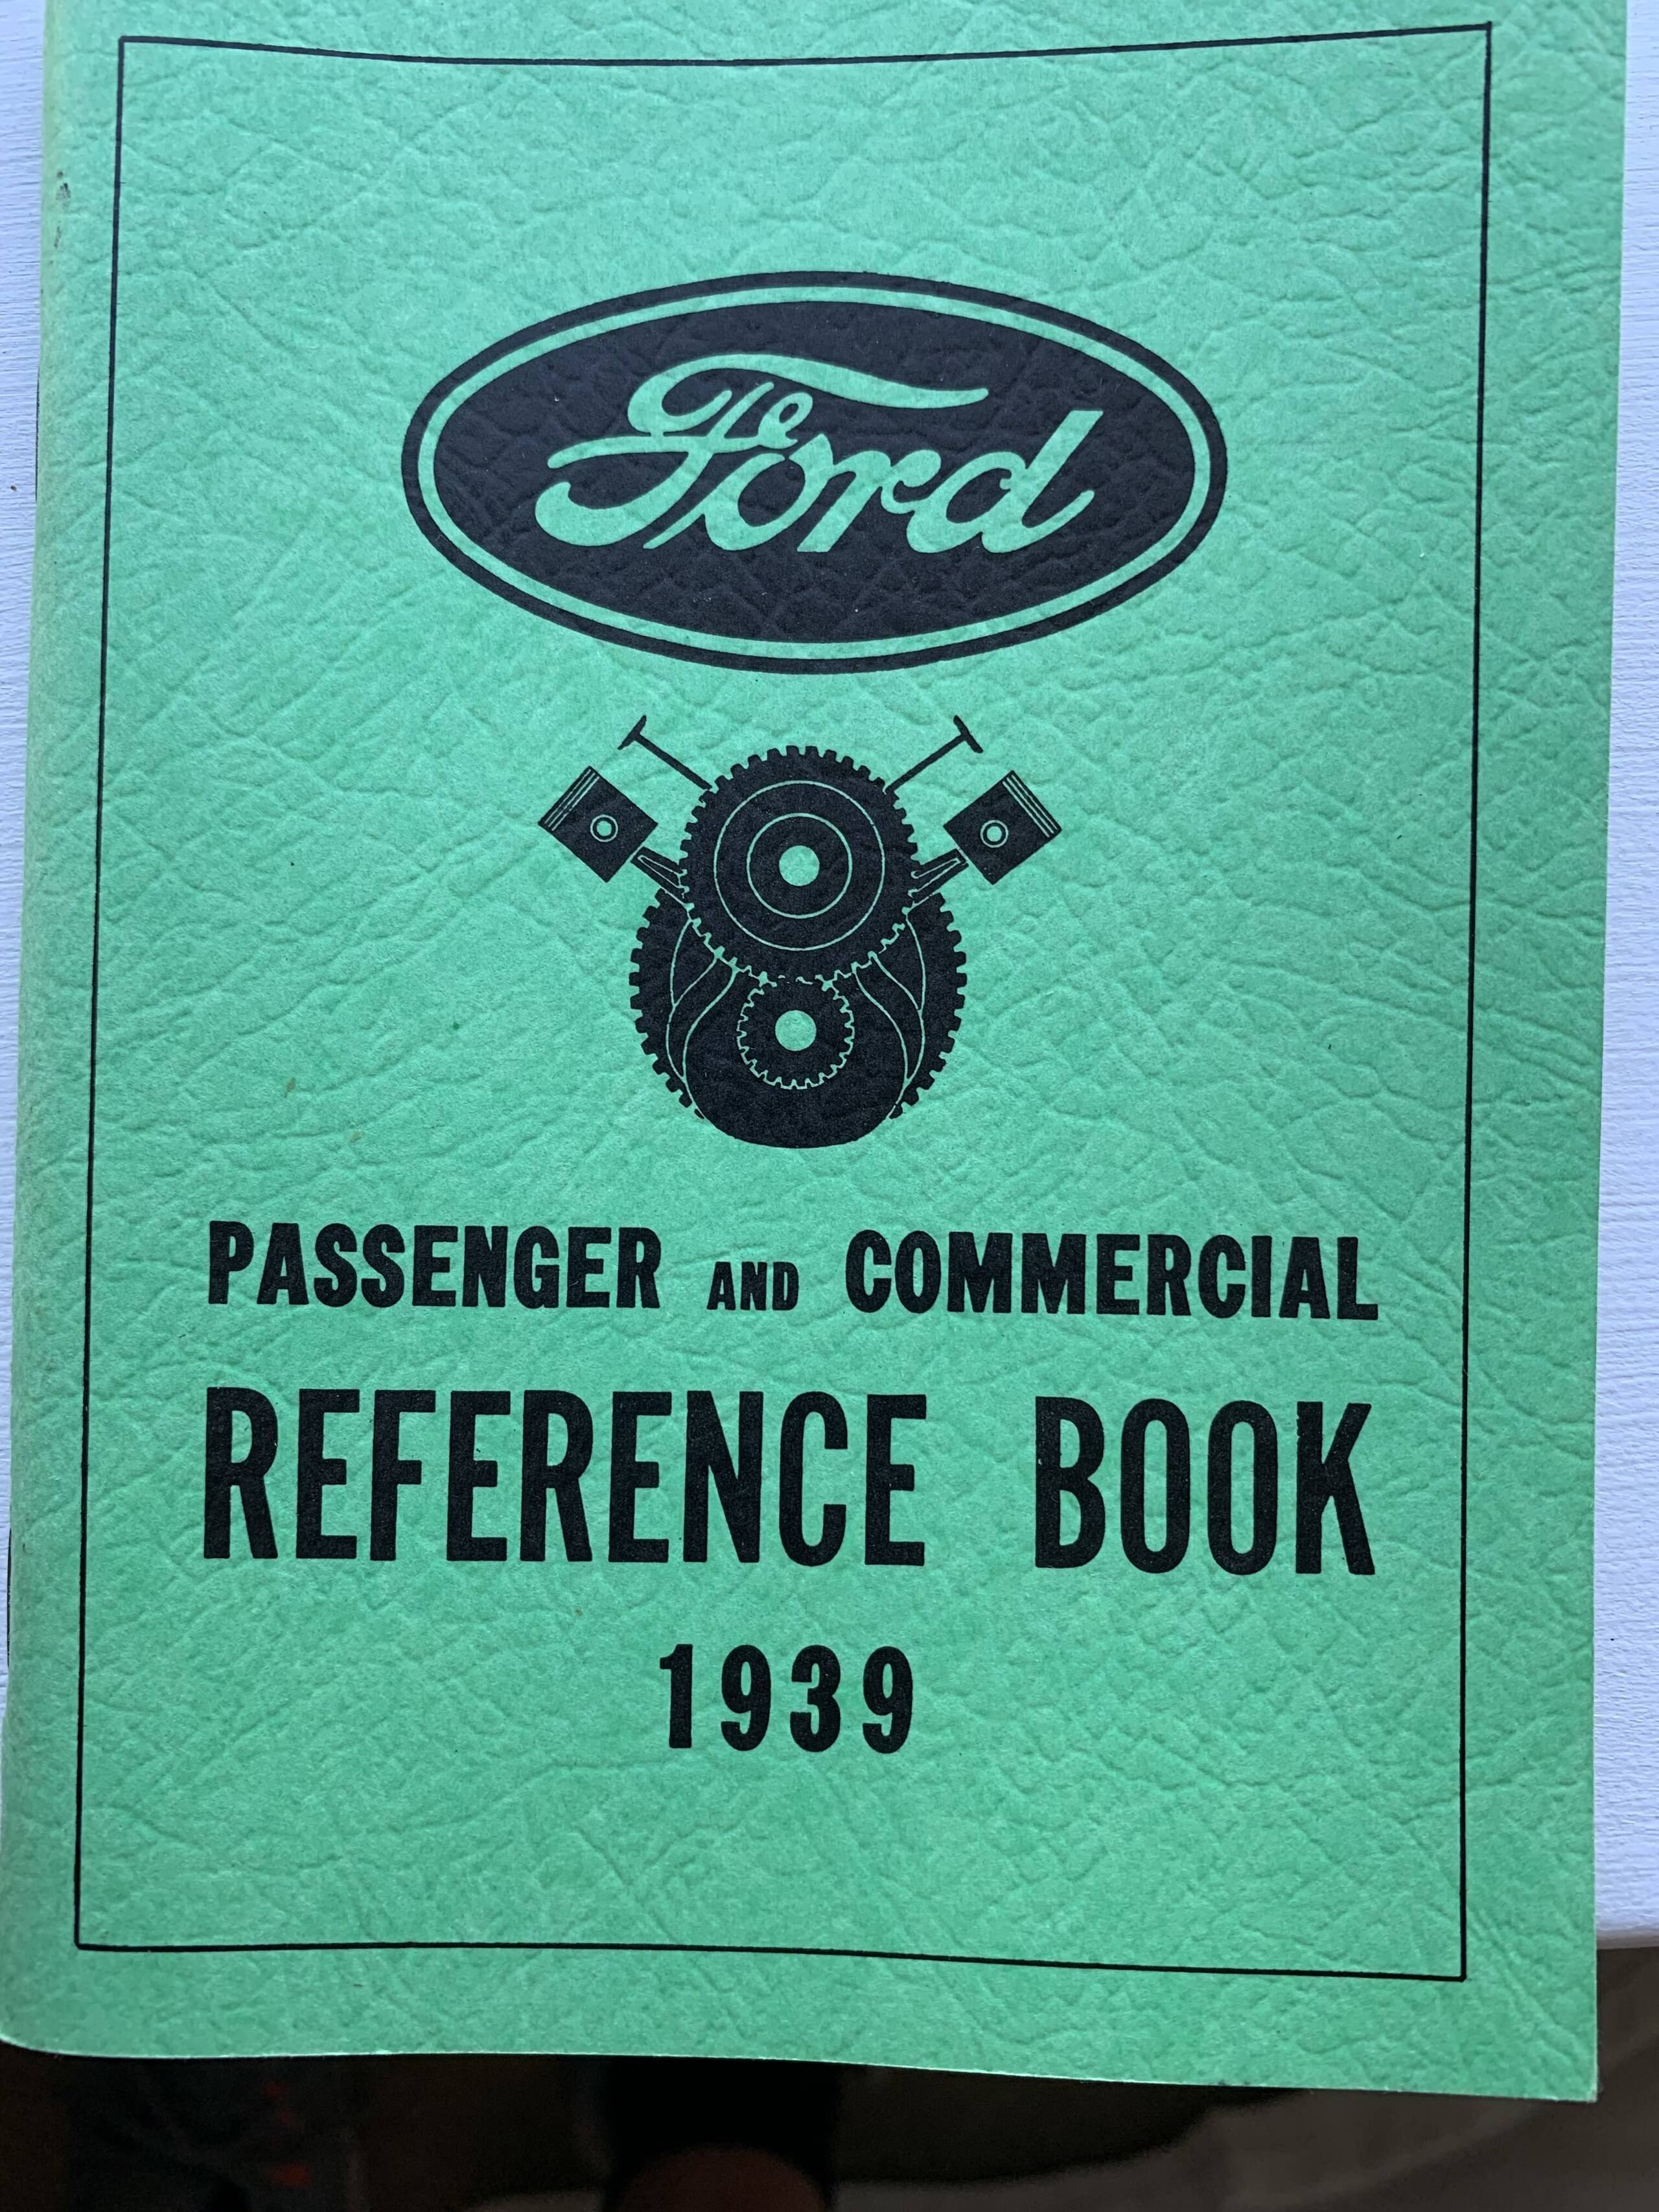 Ford
PASSENGER AND COMMERCIAL
REFERENCE BOOK
1939